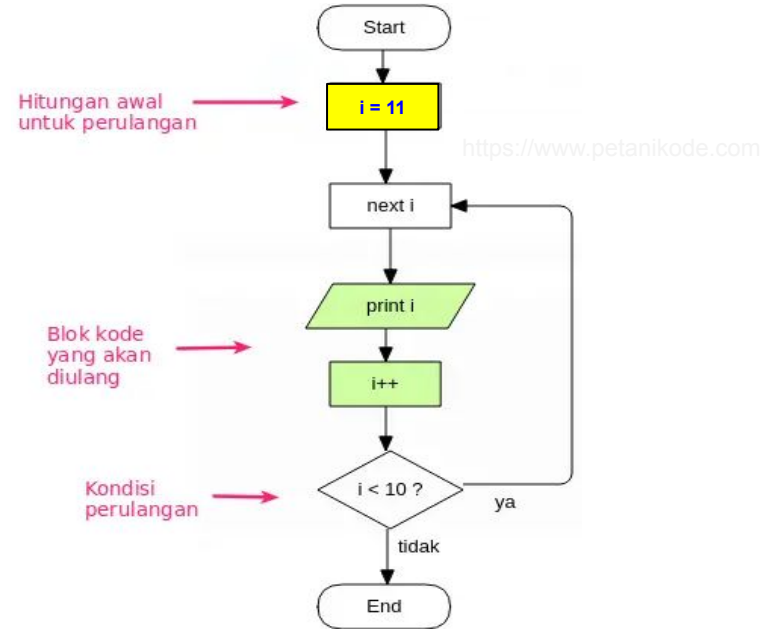 Start
Hitungan awal
untuk perulangan
i = 11
https://www.petanikode.com
next i
print i
Blok kode
yang akan
diulang
i++
Kondisi
perulangan
i < 10 ?
ya
tidak
End